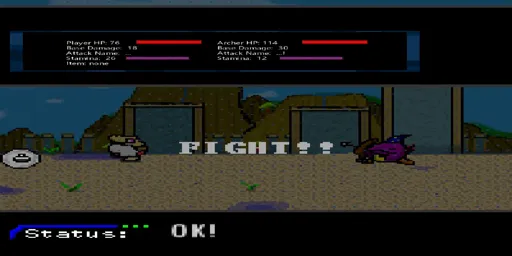 Player HP: 76
Base Damage: 18
Attack Name: ...
Stamina: 26
Item: none
Archer HP: 114
Base Damage: 30
Attack Name: ...!
Stamina: 12
FIGHT!!
Status: OK!